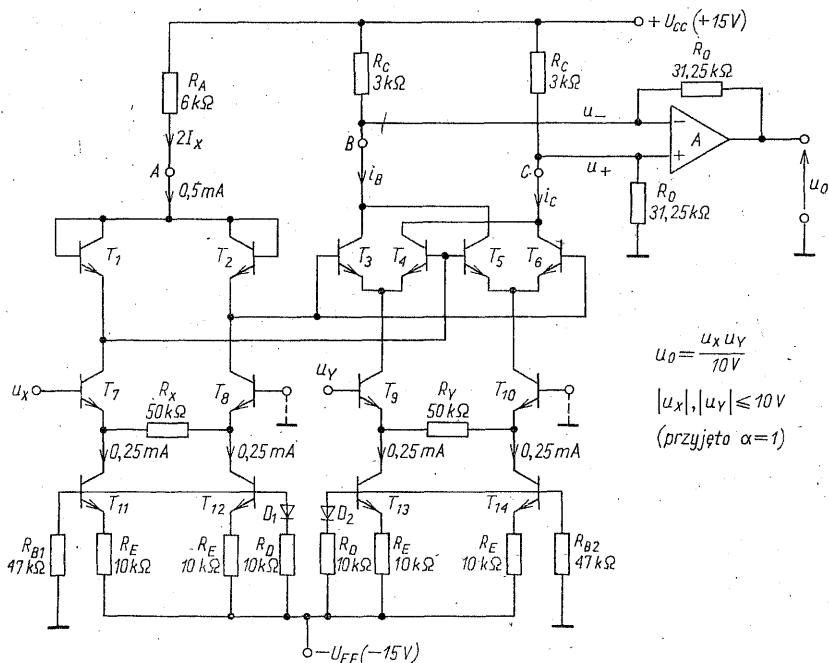 + U_CC (+15V)
R_A
6kΩ
R_C
3kΩ
R_C
3kΩ
R_0
31,25kΩ
2I_X
A
0,5mA
B
i_B
C
i_C
u_-
u_+
A
R_0
31,25kΩ
u_0
T_1
T_2
T_3
T_4
T_5
T_6
u_X
T_7
R_X
50kΩ
T_8
u_Y
T_9
R_Y
50kΩ
T_10
0,25mA
0,25mA
0,25mA
0,25mA
u_0 = u_X u_Y / 10V
|u_X|, |u_Y| ≤ 10V
(przyjęto α=1)
T_11
T_12
D_1
D_2
T_13
T_14
R_B1
47kΩ
R_E
10kΩ
R_E
10kΩ
R_D
10kΩ
R_D
10kΩ
R_E
10kΩ
R_E
10kΩ
R_B2
47kΩ
-U_EE (-15V)